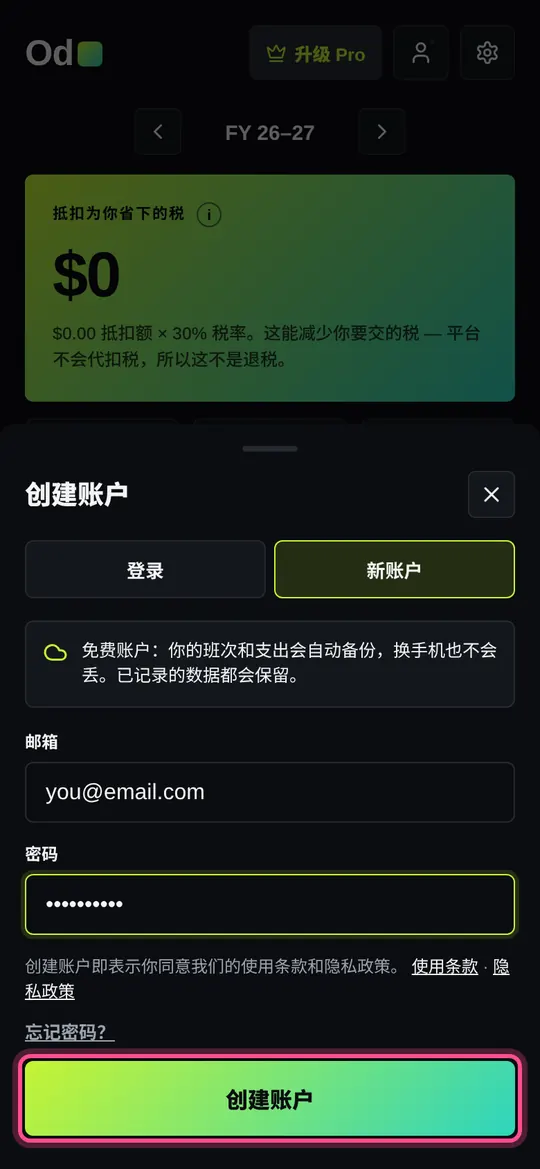 Od
升级 Pro
FY 26–27
抵扣为你省下的税 i
$0
$0.00 抵扣额 × 30% 税率。这能减少你要交的税 — 平台
不会代扣税，所以这不是退税。
创建账户
登录
新账户
免费账户：你的班次和支出会自动备份，换手机也不会
丢。已记录的数据都会保留。
邮箱
you@email.com
密码
••••••••••
创建账户即表示你同意我们的使用条款和隐私政策。 使用条款 · 隐
私政策
忘记密码？
创建账户